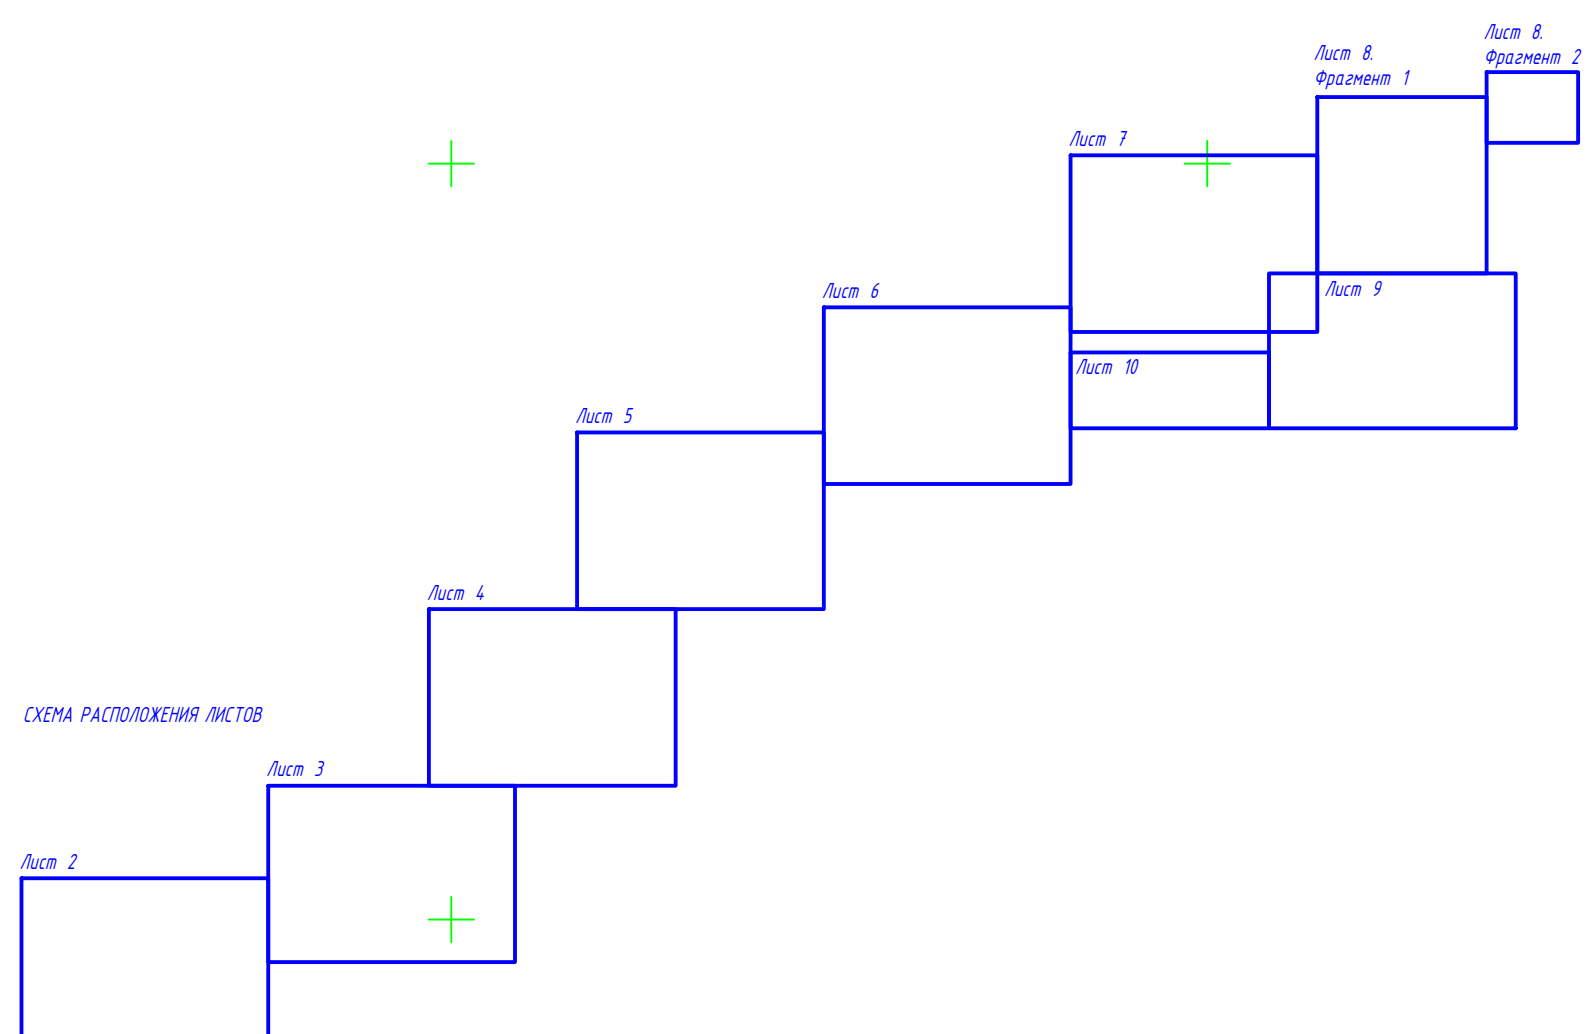 Лист 8.
Фрагмент 2
Лист 8.
Фрагмент 1
Лист 7
Лист 6
Лист 9
Лист 10
Лист 5
Лист 4
СХЕМА РАСПОЛОЖЕНИЯ ЛИСТОВ
Лист 3
Лист 2